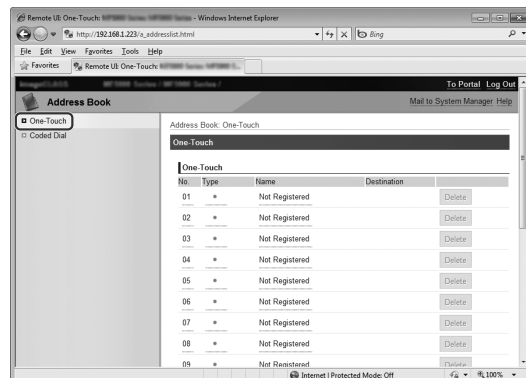 Remote UI: One-Touch: - Windows Internet Explorer
http://192.168.1.223/a_addresslist.html
Bing
File Edit View Favorites Tools Help
Favorites Remote UI: One-Touch:
To Portal Log Out
Address Book Mail to System Manager Help
One-Touch
Coded Dial
Address Book: One-Touch
One-Touch
One-Touch
No. Type Name Destination
01 Not Registered Delete
02 Not Registered Delete
03 Not Registered Delete
04 Not Registered Delete
05 Not Registered Delete
06 Not Registered Delete
07 Not Registered Delete
08 Not Registered Delete
09 Not Registered Delete
Internet | Protected Mode: Off 100%